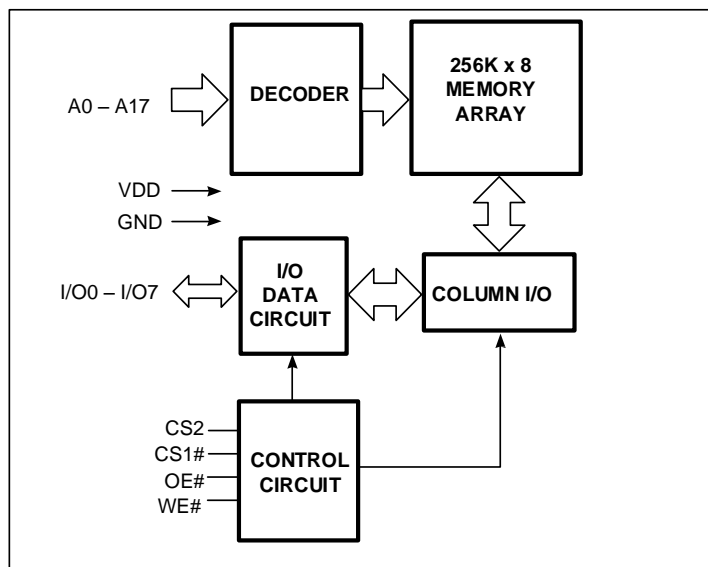 A0 – A17
DECODER
256K x 8
MEMORY
ARRAY
VDD
GND
I/O0 – I/O7
I/O
DATA
CIRCUIT
COLUMN I/O
CS2
CS1#
OE#
WE#
CONTROL
CIRCUIT